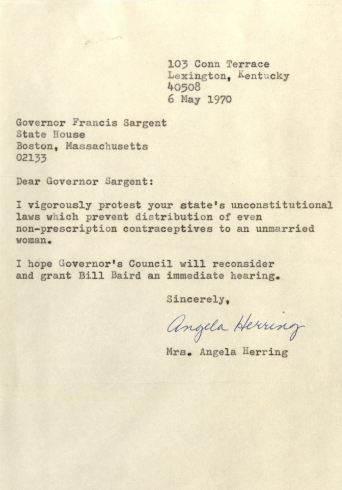 103 Conn Terrace
Lexington, Kentucky
40508
6 May 1970
Governor Francis Sargent
State House
Boston, Massachusetts
02133
Dear Governor Sargent:
I vigorously protest your state's unconstitutional
laws which prevent distribution of even
non-prescription contraceptives to an unmarried
woman.
I hope Governor's Council will reconsider
and grant Bill Baird an immediate hearing.
Sincerely,
Angela Herring
Mrs. Angela Herring